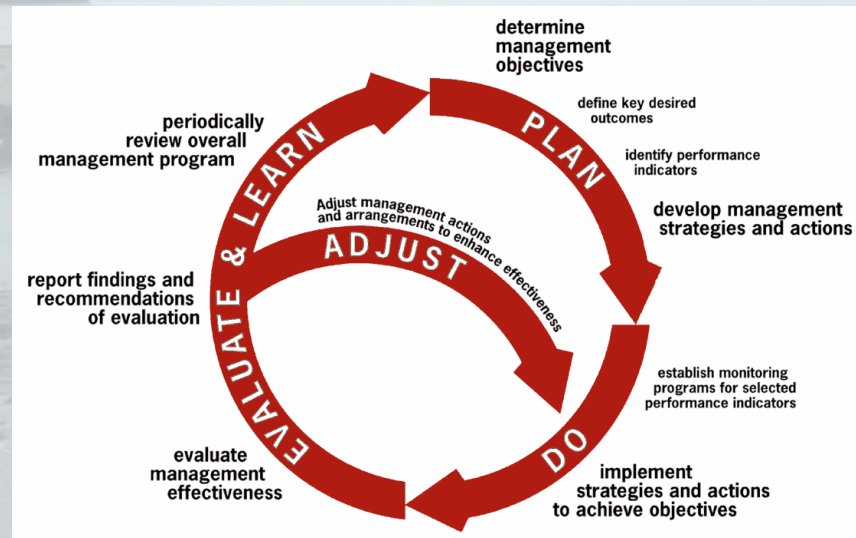 determine
management
objectives
define key desired
outcomes
PLAN
identify performance
indicators
develop management
strategies and actions
establish monitoring
programs for selected
performance indicators
DO
implement
strategies and actions
to achieve objectives
evaluate
management
effectiveness
EVALUATE & LEARN
report findings and
recommendations
of evaluation
periodically
review overall
management program
Adjust management actions
and arrangements to enhance effectiveness
ADJUST